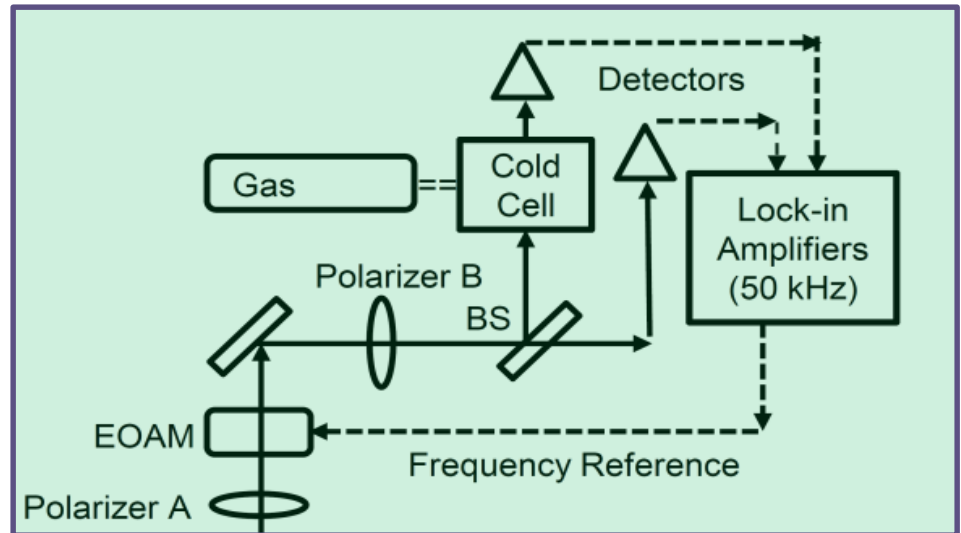 Detectors
Gas
Cold
Cell
Lock-in
Amplifiers
(50 kHz)
Polarizer B
BS
EOAM
Frequency Reference
Polarizer A